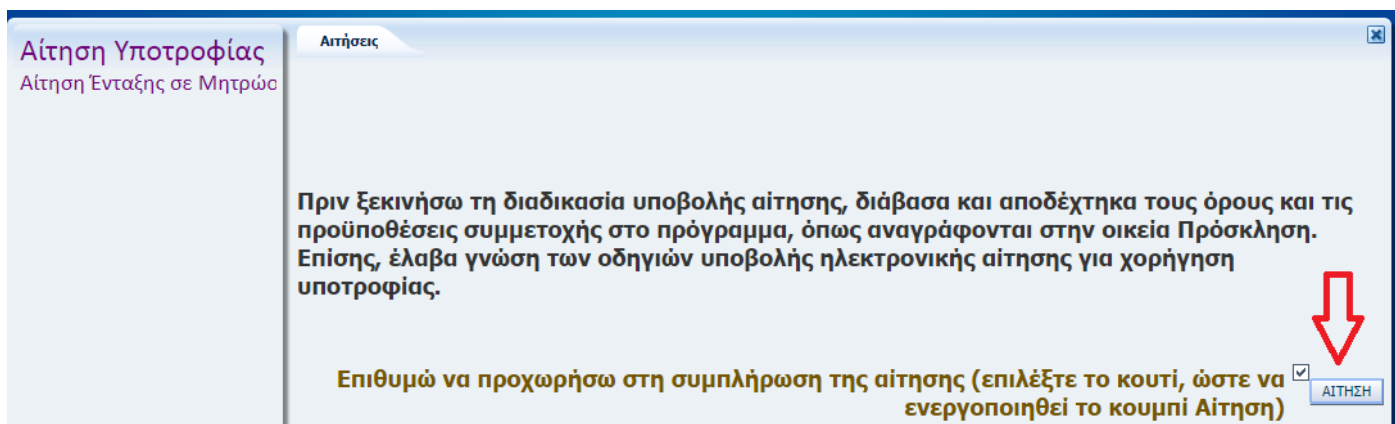 Αίτηση Υποτροφίας
Αίτηση Ένταξης σε Μητρώο
Αιτήσεις
Πριν ξεκινήσω τη διαδικασία υποβολής αίτησης, διάβασα και αποδέχτηκα τους όρους και τις
προϋποθέσεις συμμετοχής στο πρόγραμμα, όπως αναγράφονται στην οικεία Πρόσκληση.
Επίσης, έλαβα γνώση των οδηγιών υποβολής ηλεκτρονικής αίτησης για χορήγηση
υποτροφίας.
Επιθυμώ να προχωρήσω στη συμπλήρωση της αίτησης (επιλέξτε το κουτί, ώστε να
ενεργοποιηθεί το κουμπί Αίτηση)
ΑΙΤΗΣΗ